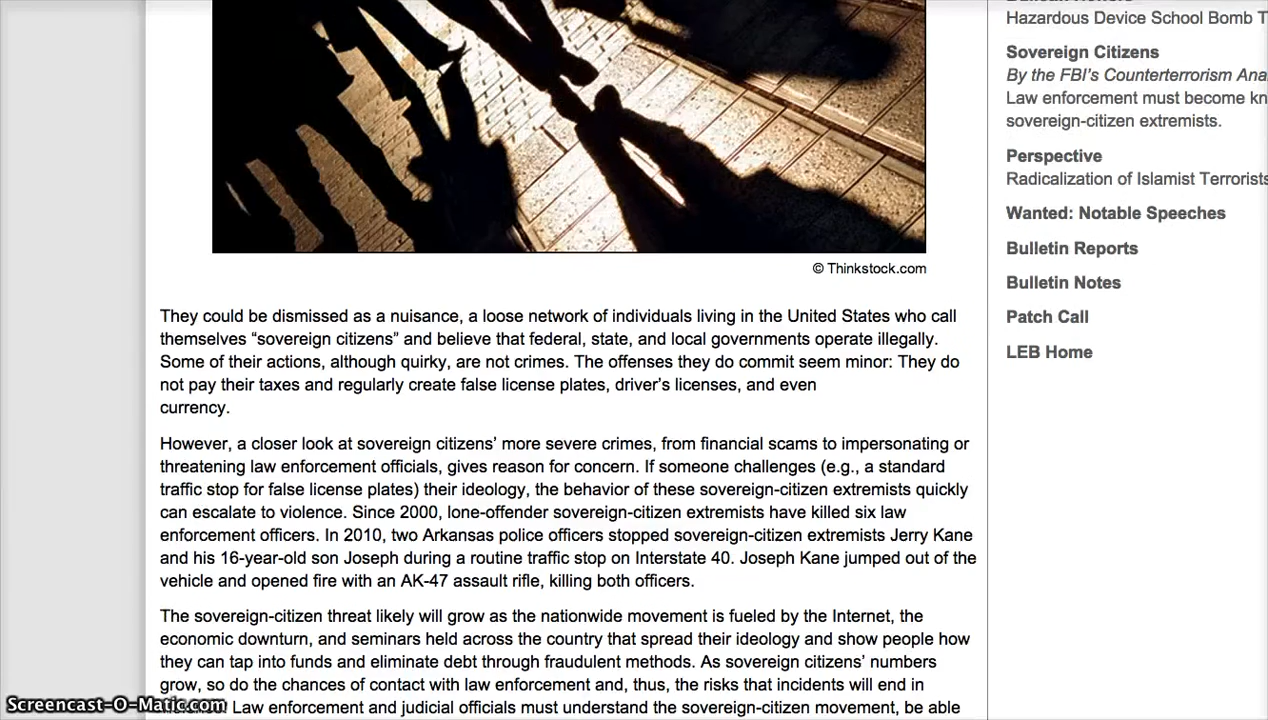 © Thinkstock.com
They could be dismissed as a nuisance, a loose network of individuals living in the United States who call
themselves “sovereign citizens” and believe that federal, state, and local governments operate illegally.
Some of their actions, although quirky, are not crimes. The offenses they do commit seem minor: They do
not pay their taxes and regularly create false license plates, driver’s licenses, and even
currency.
However, a closer look at sovereign citizens’ more severe crimes, from financial scams to impersonating or
threatening law enforcement officials, gives reason for concern. If someone challenges (e.g., a standard
traffic stop for false license plates) their ideology, the behavior of these sovereign-citizen extremists quickly
can escalate to violence. Since 2000, lone-offender sovereign-citizen extremists have killed six law
enforcement officers. In 2010, two Arkansas police officers stopped sovereign-citizen extremists Jerry Kane
and his 16-year-old son Joseph during a routine traffic stop on Interstate 40. Joseph Kane jumped out of the
vehicle and opened fire with an AK-47 assault rifle, killing both officers.
The sovereign-citizen threat likely will grow as the nationwide movement is fueled by the Internet, the
economic downturn, and seminars held across the country that spread their ideology and show people how
they can tap into funds and eliminate debt through fraudulent methods. As sovereign citizens’ numbers
grow, so do the chances of contact with law enforcement and, thus, the risks that incidents will end in
Law enforcement and judicial officials must understand the sovereign-citizen movement, be able
Hazardous Device School Bomb T
Sovereign Citizens
By the FBI’s Counterterrorism Ana
Law enforcement must become kn
sovereign-citizen extremists.
Perspective
Radicalization of Islamist Terrorists
Wanted: Notable Speeches
Bulletin Reports
Bulletin Notes
Patch Call
LEB Home
Screencast-O-Matic.com